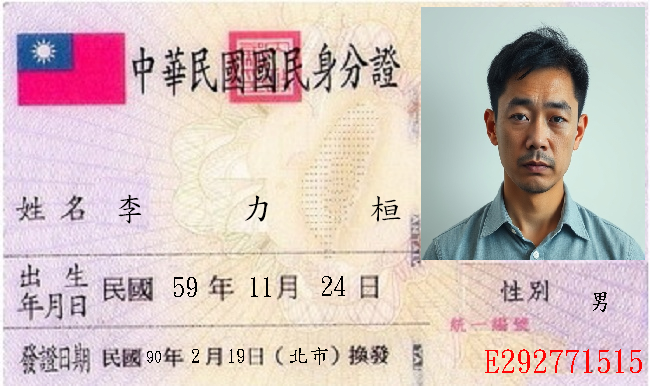 中華民國國民身分證
姓名 李力桓
出生年月日 民國 59 年 11月 24 日
性別 男
統一編號
E292771515
發證日期 民國90年2月19日（北市）換發